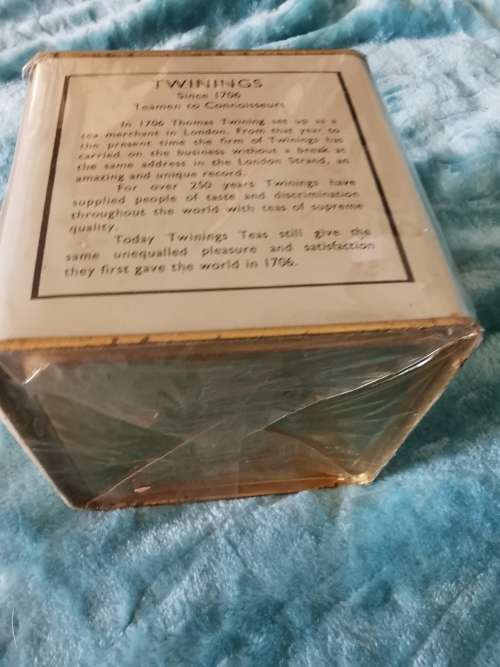 TWININGS
Since 1706
Teamen to Connoisseurs
In 1706 Thomas Twining set up as a
tea merchant in London. From that year to
the present time the firm of Twinings has
carried on the business without a break at
the same address in the London Strand, an
amazing and unique record.
For over 250 years Twinings have
supplied people of taste and discrimination
throughout the world with teas of supreme
quality.
Today Twinings Teas still give the
same unequalled pleasure and satisfaction
they first gave the world in 1706.